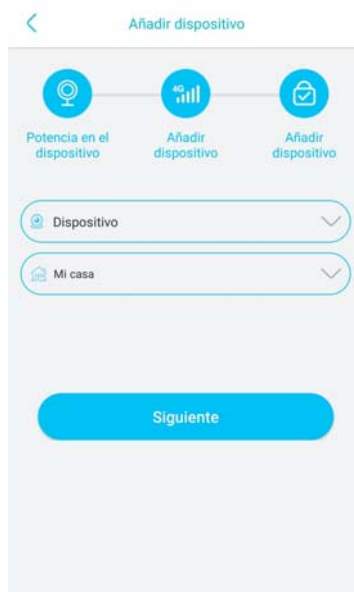 Añadir dispositivo
4G
Potencia en el
dispositivo
Añadir
dispositivo
Añadir
dispositivo
Dispositivo
Mi casa
Siguiente